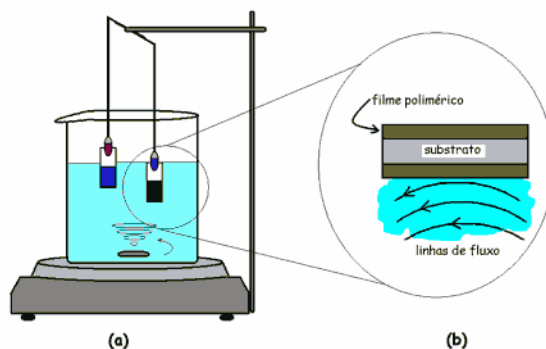 filme polimérico
substrato
linhas de fluxo
(a)
(b)